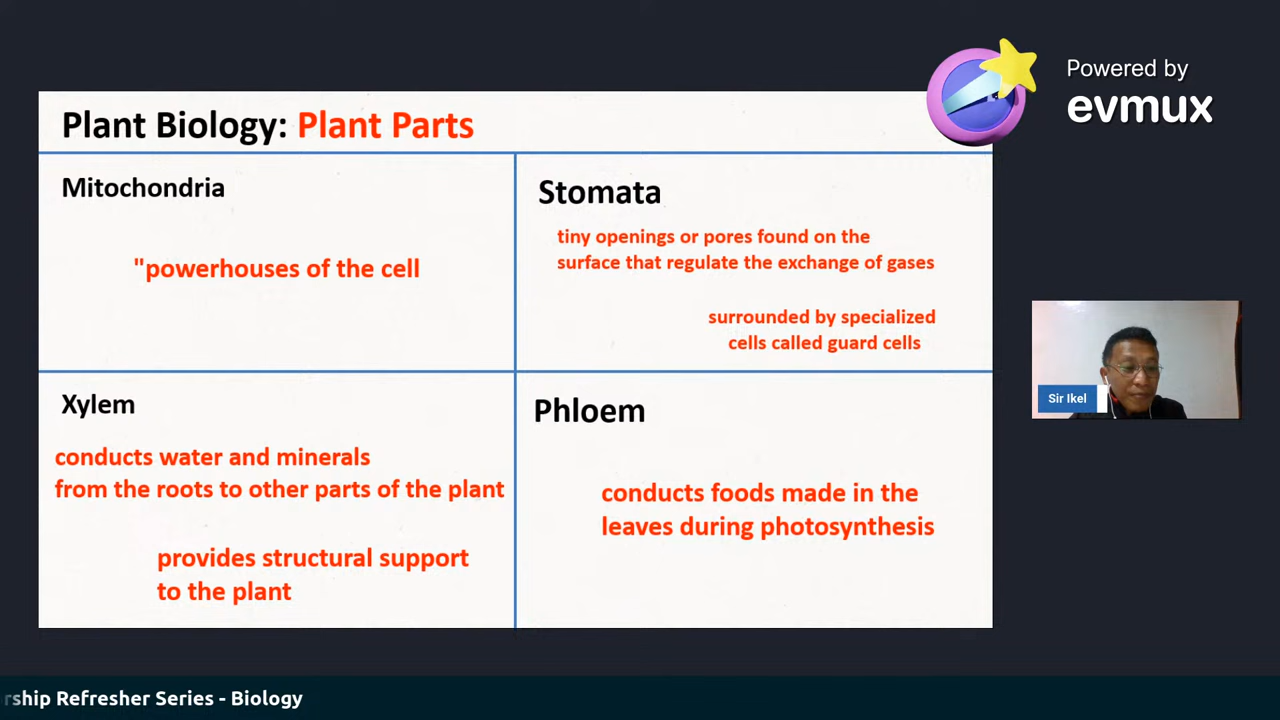 Powered by
evmux
Plant Biology: Plant Parts
Mitochondria
"powerhouses of the cell
Stomata
tiny openings or pores found on the
surface that regulate the exchange of gases
surrounded by specialized
cells called guard cells
Xylem
conducts water and minerals
from the roots to other parts of the plant
provides structural support
to the plant
Phloem
conducts foods made in the
leaves during photosynthesis
Sir Ikel
rship Refresher Series - Biology